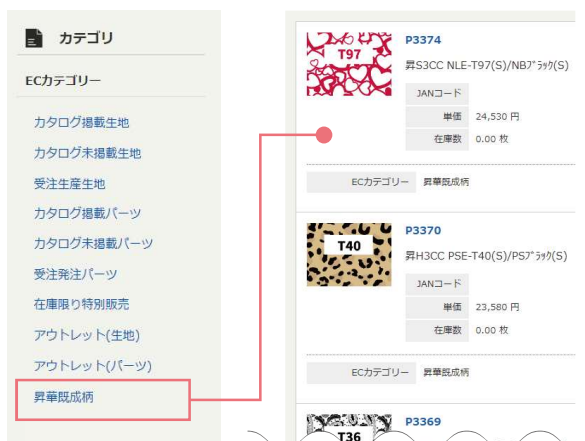 カテゴリ
ECカテゴリー
カタログ掲載生地
カタログ未掲載生地
受注生産生地
カタログ掲載パーツ
カタログ未掲載パーツ
受注発注パーツ
在庫限り特別販売
アウトレット(生地)
アウトレット(パーツ)
昇華既成柄
T97
P3374
昇S3CC NLE-T97(S)/NBﾌﾞﾗｯｸ(S)
JANコード
単価 24,530 円
在庫数 0.00 枚
ECカテゴリー 昇華既成柄
T40
P3370
昇H3CC PSE-T40(S)/PSﾌﾞﾗｯｸ(S)
JANコード
単価 23,580 円
在庫数 0.00 枚
ECカテゴリー 昇華既成柄
T36
P3369